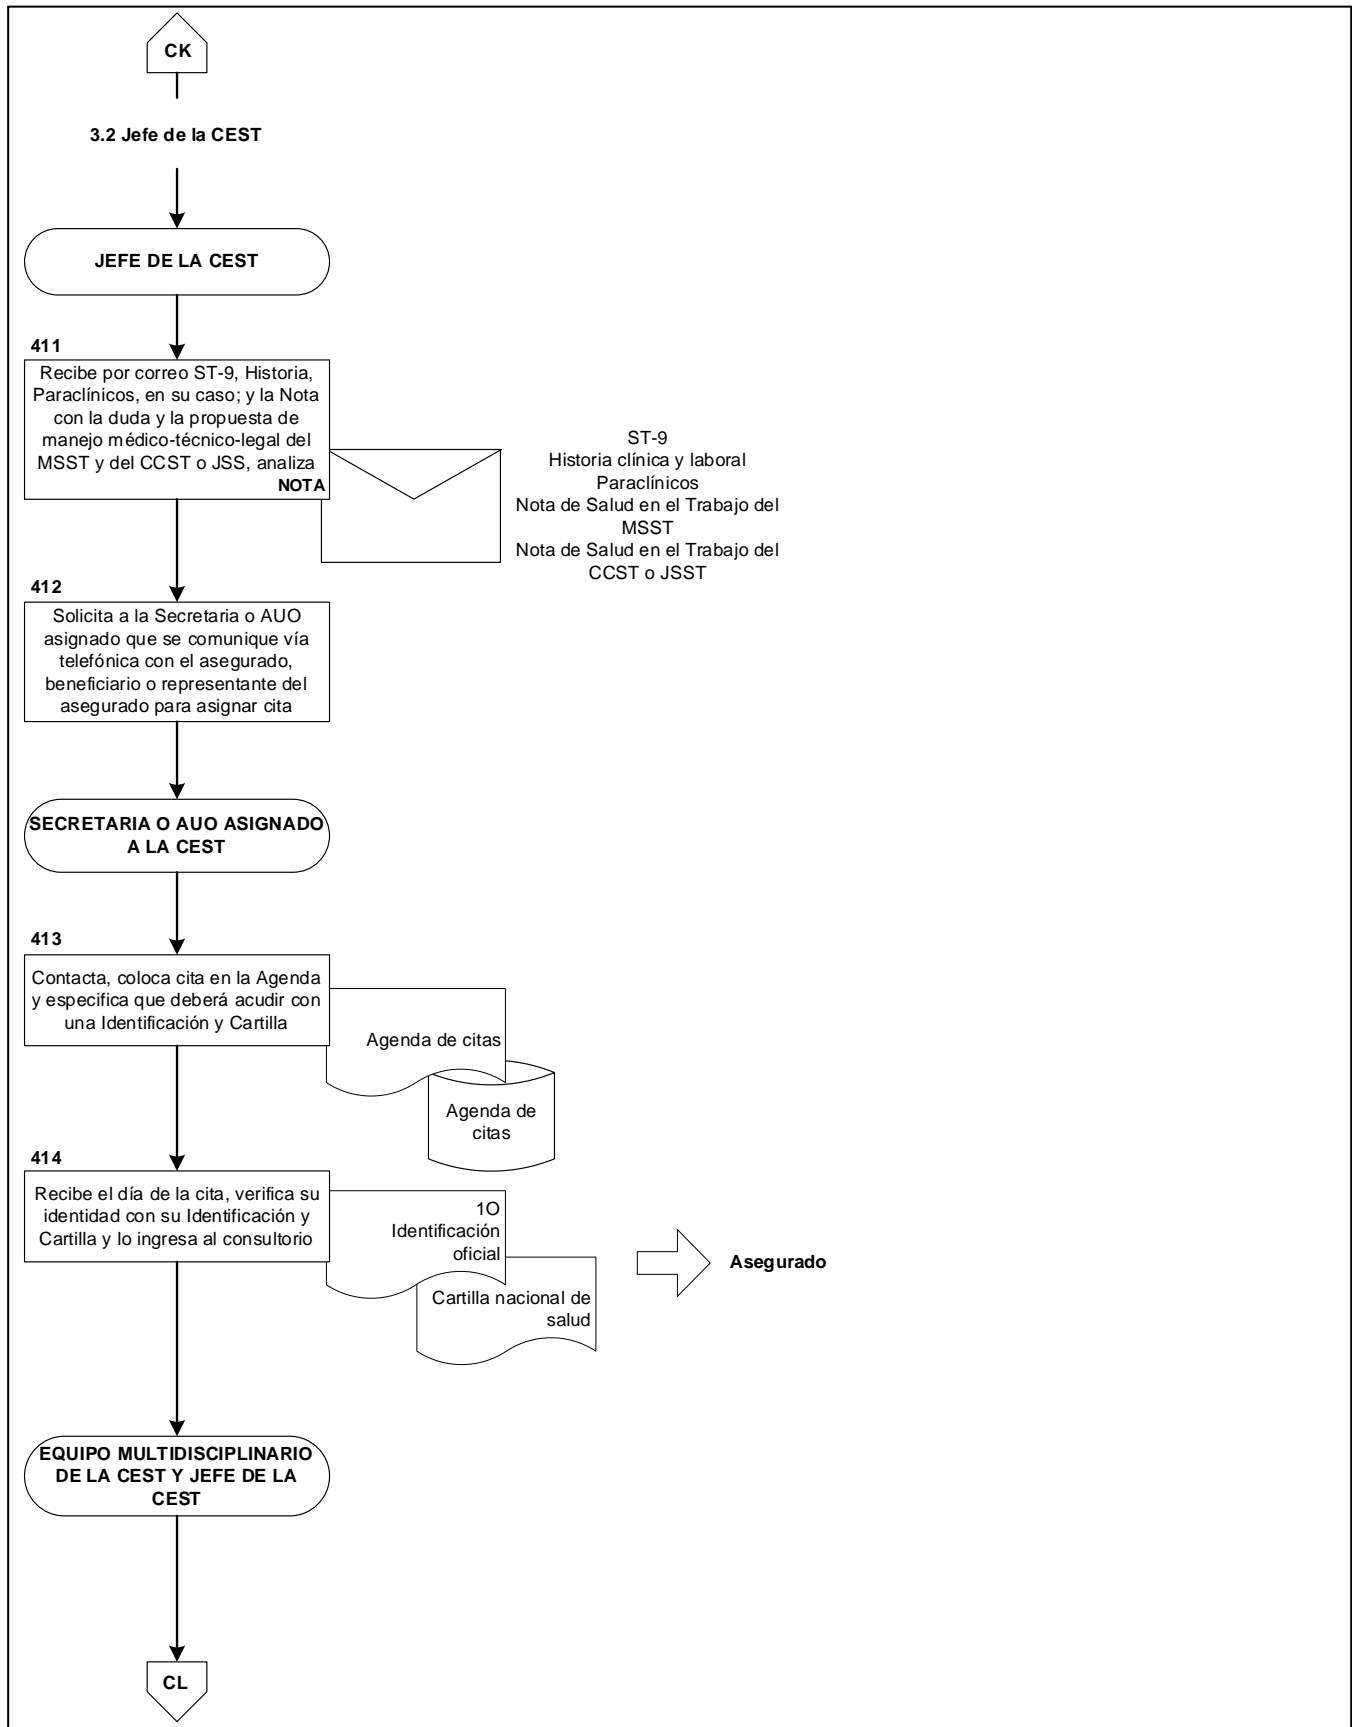 CK
3.2 Jefe de la CEST
JEFE DE LA CEST
411
Recibe por correo ST-9, Historia,
Paraclínicos, en su caso; y la Nota
con la duda y la propuesta de
manejo médico-técnico-legal del
MSST y del CCST o JSS, analiza
NOTA
ST-9
Historia clínica y laboral
Paraclínicos
Nota de Salud en el Trabajo del
MSST
Nota de Salud en el Trabajo del
CCST o JSST
412
Solicita a la Secretaria o AUO
asignado que se comunique vía
telefónica con el asegurado,
beneficiario o representante del
asegurado para asignar cita
SECRETARIA O AUO ASIGNADO
A LA CEST
413
Contacta, coloca cita en la Agenda
y especifica que deberá acudir con
una Identificación y Cartilla
Agenda de citas
Agenda de
citas
414
Recibe el día de la cita, verifica su
identidad con su Identificación y
Cartilla y lo ingresa al consultorio
1O
Identificación
oficial
Cartilla nacional de
salud
Asegurado
EQUIPO MULTIDISCIPLINARIO
DE LA CEST Y JEFE DE LA
CEST
CL